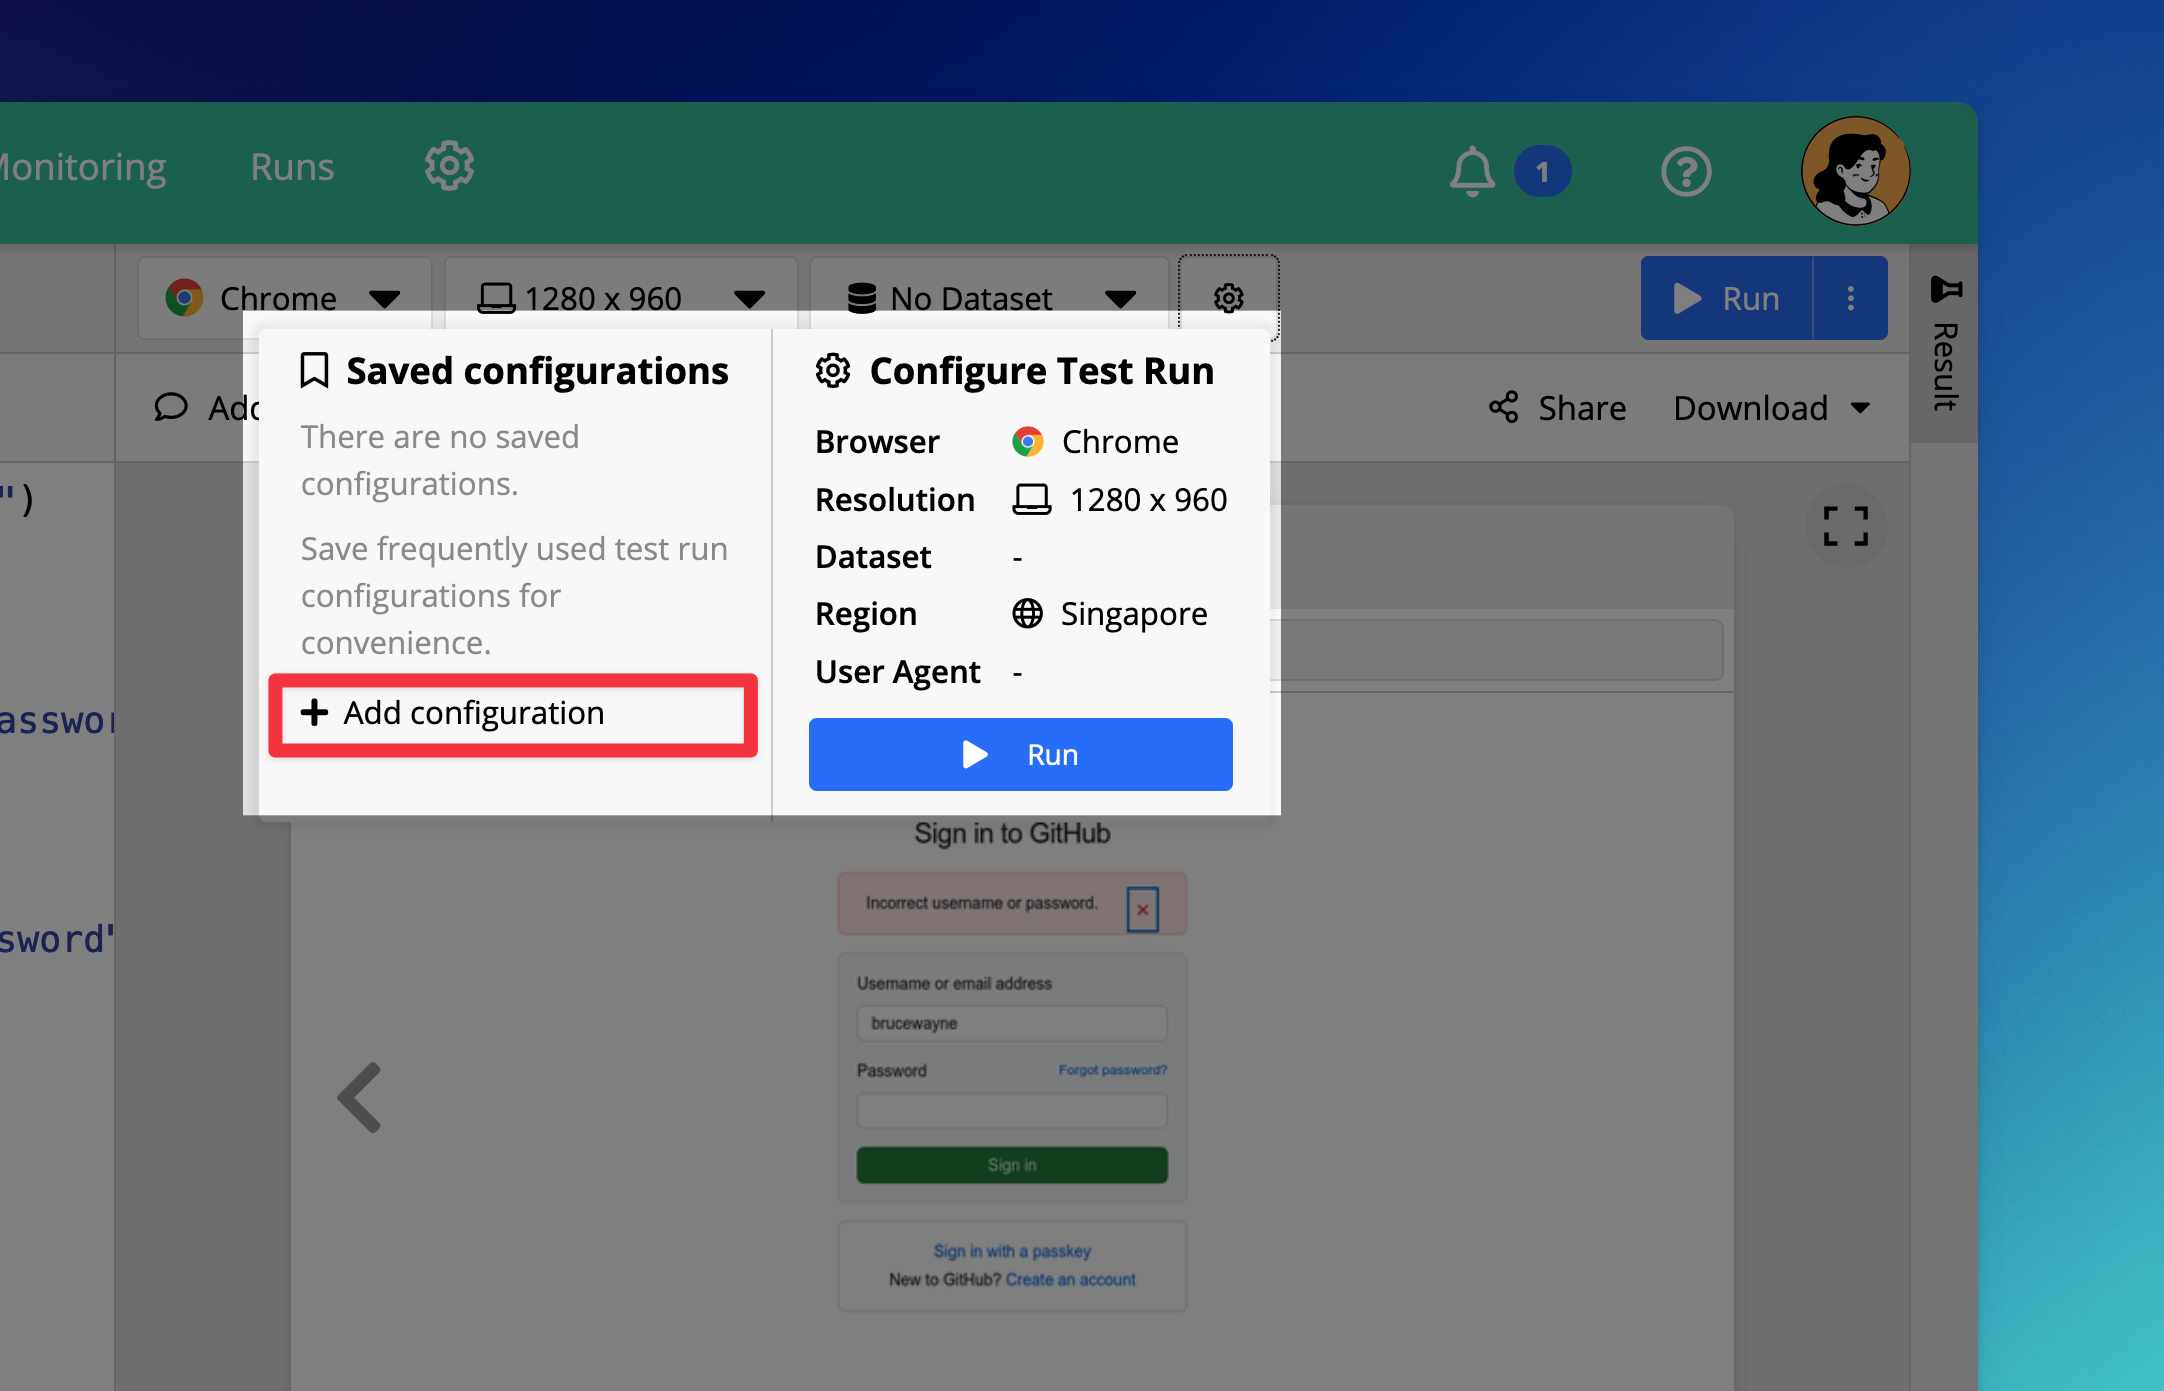 Monitoring
Runs
1
Chrome
1280 x 960
No Dataset
Run
Result
Add
Share
Download
Saved configurations
There are no saved
configurations.
Save frequently used test run
configurations for
convenience.
+ Add configuration
Configure Test Run
Browser Chrome
Resolution 1280 x 960
Dataset -
Region Singapore
User Agent -
Run
")
sword"
Sign in to GitHub
Incorrect username or password.
Username or email address
brucewayne
Password
Forgot password?
Sign in
Sign in with a passkey
New to GitHub? Create an account